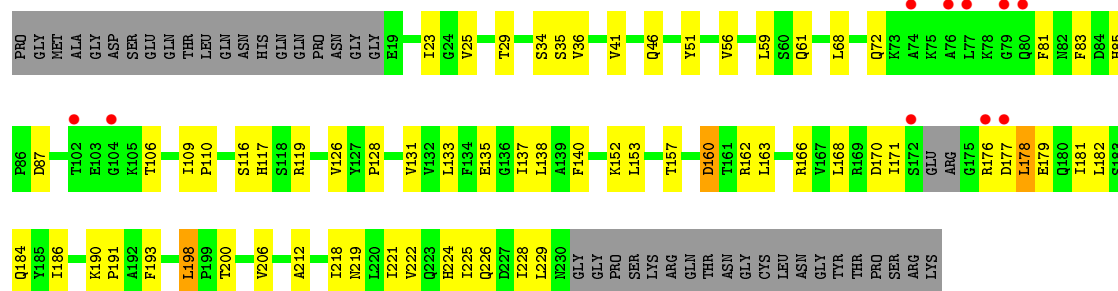 PRO GLY MET ALA GLY ASP SER GLU GLN THR LEU GLN ASN HIS GLN GLN PRO ASN GLY GLY E19 I23 G24 V25 T29 S34 S35 V36 V41 Q46 Y51 V56 L59 S60 Q61 L68 Q72 K73 A74 K75 A76 L77 K78 G79 Q80 F81 N82 F83 D84 H85
P86 D87 T102 E103 G104 K105 T106 I109 P110 S116 H117 S118 R119 V126 Y127 P128 V131 V132 L133 F134 E135 G136 I137 L138 A139 F140 K152 L153 T157 D160 T161 R162 L163 R166 V167 L168 R169 D170 I171 S172 GLU ARG G175 R176 D177 L178 E179 Q180 I181 L182 S183
Q184 Y185 I186 K190 P191 A192 F193 L198 P199 T200 V206 A212 I218 N219 L220 I221 V222 Q223 H224 I225 Q226 D227 I228 L229 N230 GLY GLY PRO SER LYS ARG GLN THR ASN GLY CYS LEU ASN GLY TYR THR PRO SER ARG LYS